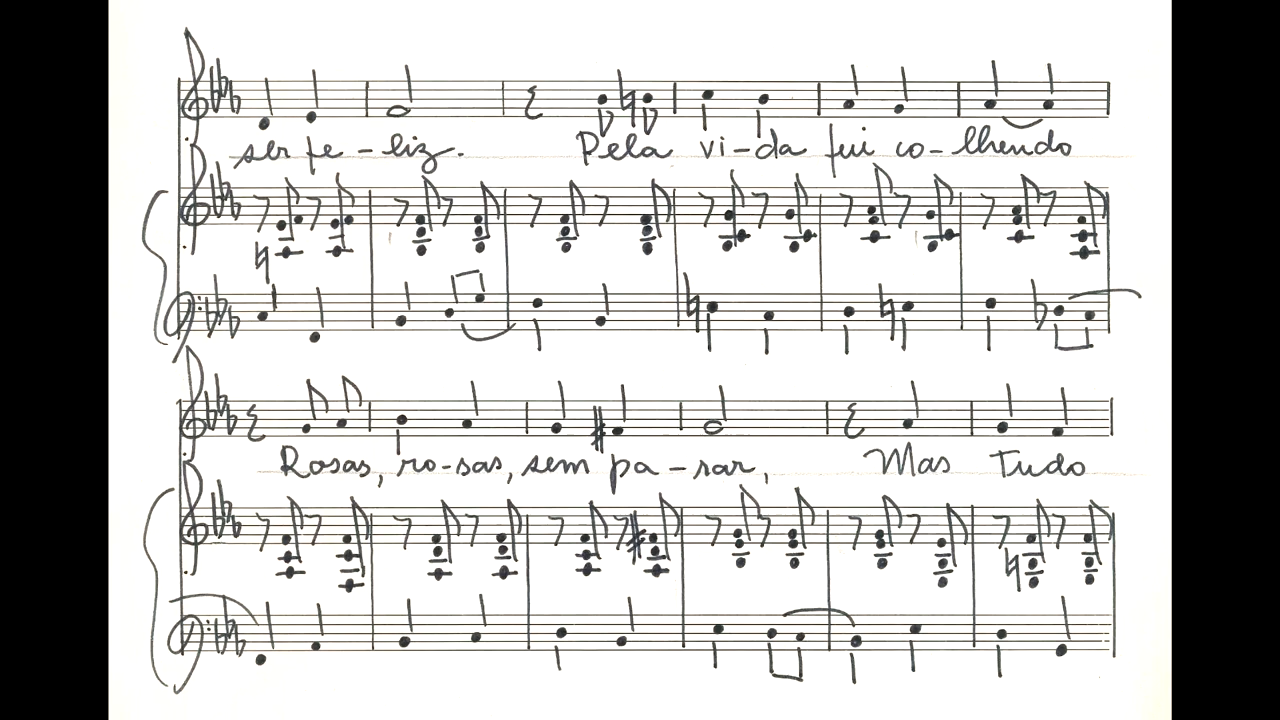 ser fe-liz. Pela vi-da fui co-lhendo
Rosas, ro-sas, sem pa-rar, Mas Tudo